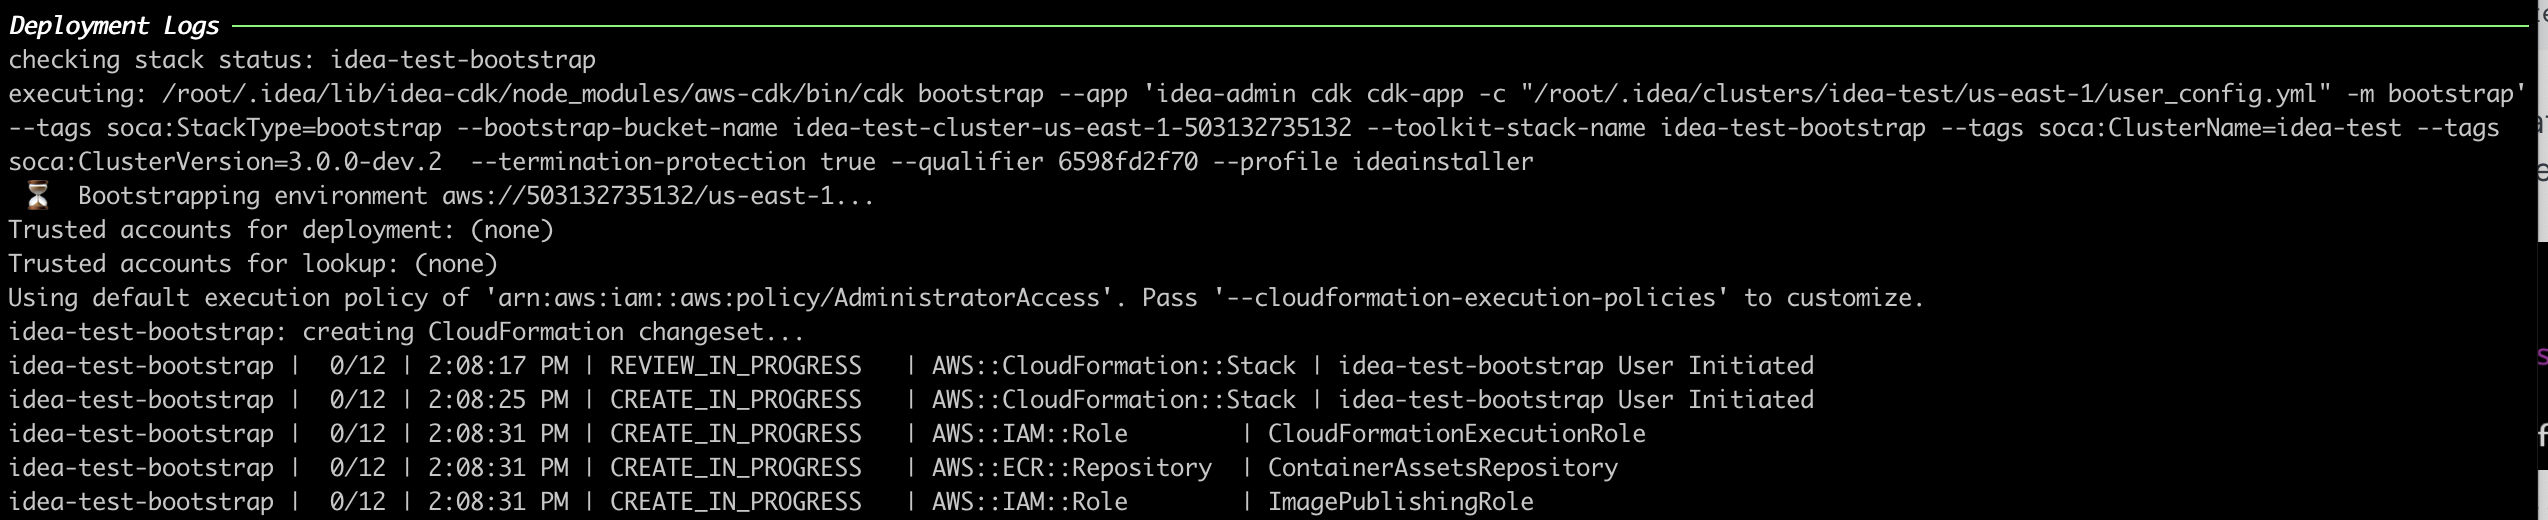 Deployment Logs
checking stack status: idea-test-bootstrap
executing: /root/.idea/lib/idea-cdk/node_modules/aws-cdk/bin/cdk bootstrap --app 'idea-admin cdk cdk-app -c "/root/.idea/clusters/idea-test/us-east-1/user_config.yml" -m bootstrap'
--tags soca:StackType=bootstrap --bootstrap-bucket-name idea-test-cluster-us-east-1-503132735132 --toolkit-stack-name idea-test-bootstrap --tags soca:ClusterName=idea-test --tags
soca:ClusterVersion=3.0.0-dev.2  --termination-protection true --qualifier 6598fd2f70 --profile ideainstaller
⏳ Bootstrapping environment aws://503132735132/us-east-1...
Trusted accounts for deployment: (none)
Trusted accounts for lookup: (none)
Using default execution policy of 'arn:aws:iam::aws:policy/AdministratorAccess'. Pass '--cloudformation-execution-policies' to customize.
idea-test-bootstrap: creating CloudFormation changeset...
idea-test-bootstrap |  0/12 | 2:08:17 PM | REVIEW_IN_PROGRESS   | AWS::CloudFormation::Stack | idea-test-bootstrap User Initiated
idea-test-bootstrap |  0/12 | 2:08:25 PM | CREATE_IN_PROGRESS   | AWS::CloudFormation::Stack | idea-test-bootstrap User Initiated
idea-test-bootstrap |  0/12 | 2:08:31 PM | CREATE_IN_PROGRESS   | AWS::IAM::Role        | CloudFormationExecutionRole
idea-test-bootstrap |  0/12 | 2:08:31 PM | CREATE_IN_PROGRESS   | AWS::ECR::Repository  | ContainerAssetsRepository
idea-test-bootstrap |  0/12 | 2:08:31 PM | CREATE_IN_PROGRESS   | AWS::IAM::Role        | ImagePublishingRole